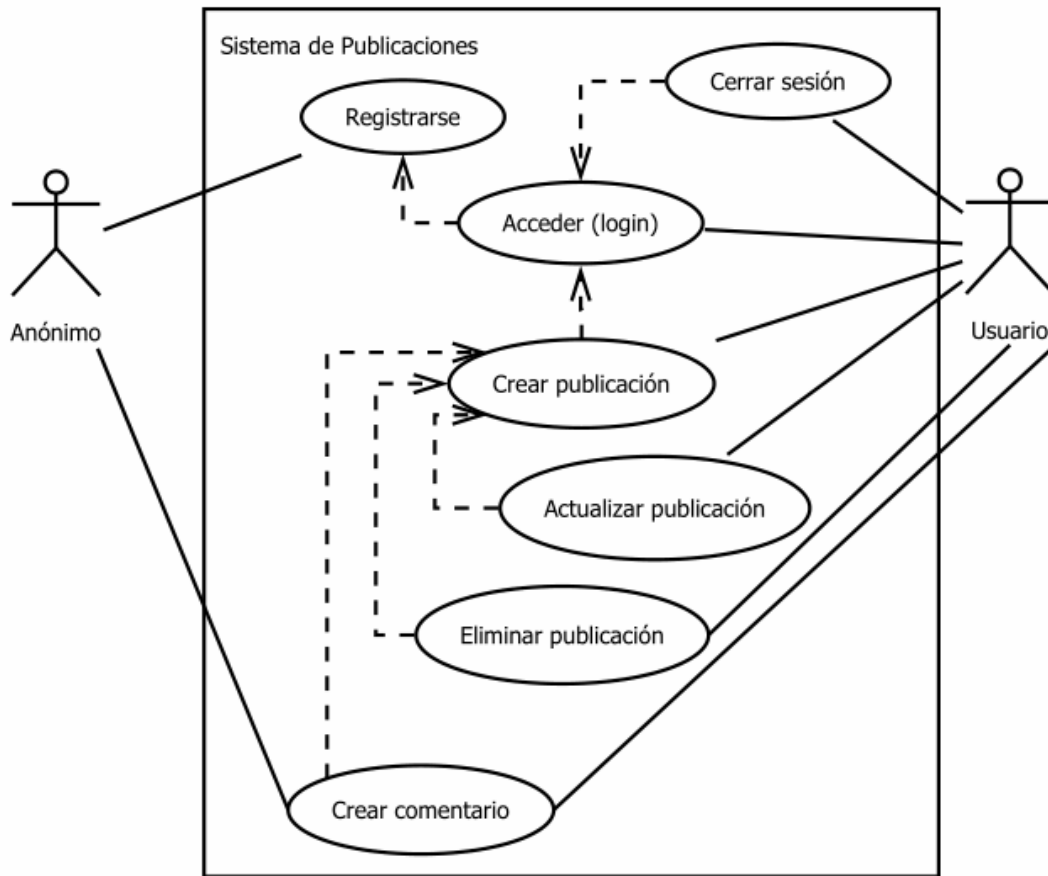 Sistema de Publicaciones
Cerrar sesión
Registrarse
Acceder (login)
Anónimo
Usuario
Crear publicación
Actualizar publicación
Eliminar publicación
Crear comentario